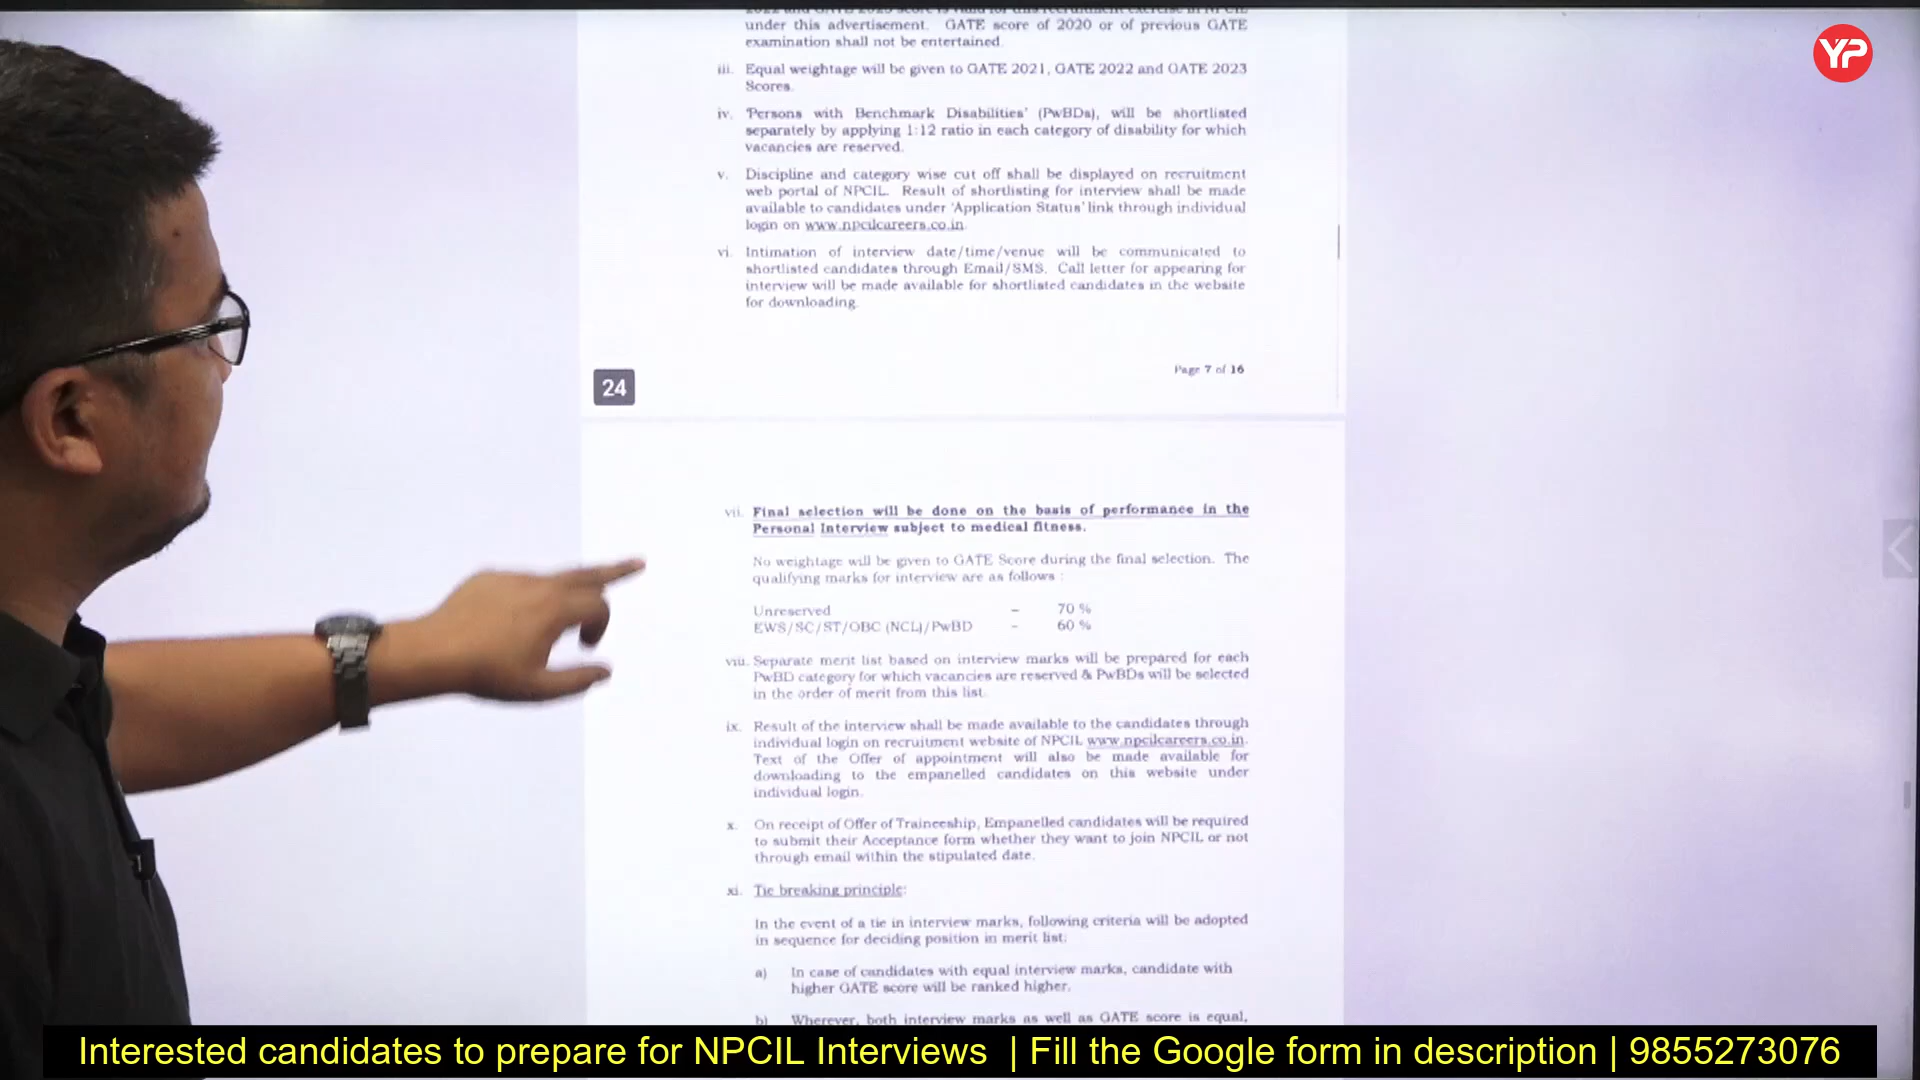 under this advertisement. GATE score of 2020 or of previous GATE
examination shall not be entertained.
iii. Equal weightage will be given to GATE 2021, GATE 2022 and GATE 2023
Scores.
iv. 'Persons with Benchmark Disabilities' (PwBDs), will be shortlisted
separately by applying 1:12 ratio in each category of disability for which
vacancies are reserved.
v. Discipline and category wise cut off shall be displayed on recruitment
web portal of NPCIL. Result of shortlisting for interview shall be made
available to candidates under 'Application Status' link through individual
login on www.npcilcareers.co.in.
vi. Intimation of interview date/time/venue will be communicated to
shortlisted candidates through Email/SMS. Call letter for appearing for
interview will be made available for shortlisted candidates in the website
for downloading.
Page 7 of 16
24
vii. Final selection will be done on the basis of performance in the
Personal Interview subject to medical fitness.
No weightage will be given to GATE Score during the final selection. The
qualifying marks for interview are as follows :
Unreserved – 70 %
EWS/SC/ST/OBC (NCL)/PwBD – 60 %
viii. Separate merit list based on interview marks will be prepared for each
PwBD category for which vacancies are reserved & PwBDs will be selected
in the order of merit from this list.
ix. Result of the interview shall be made available to the candidates through
individual login on recruitment website of NPCIL www.npcilcareers.co.in.
Text of the Offer of appointment will also be made available for
downloading to the empanelled candidates on this website under
individual login.
x. On receipt of Offer of Traineeship, Empanelled candidates will be required
to submit their Acceptance form whether they want to join NPCIL or not
through email within the stipulated date.
xi. Tie breaking principle:
In the event of a tie in interview marks, following criteria will be adopted
in sequence for deciding position in merit list:
a) In case of candidates with equal interview marks, candidate with
higher GATE score will be ranked higher.
b) Wherever, both interview marks as well as GATE score is equal,
YP
Interested candidates to prepare for NPCIL Interviews | Fill the Google form in description | 9855273076